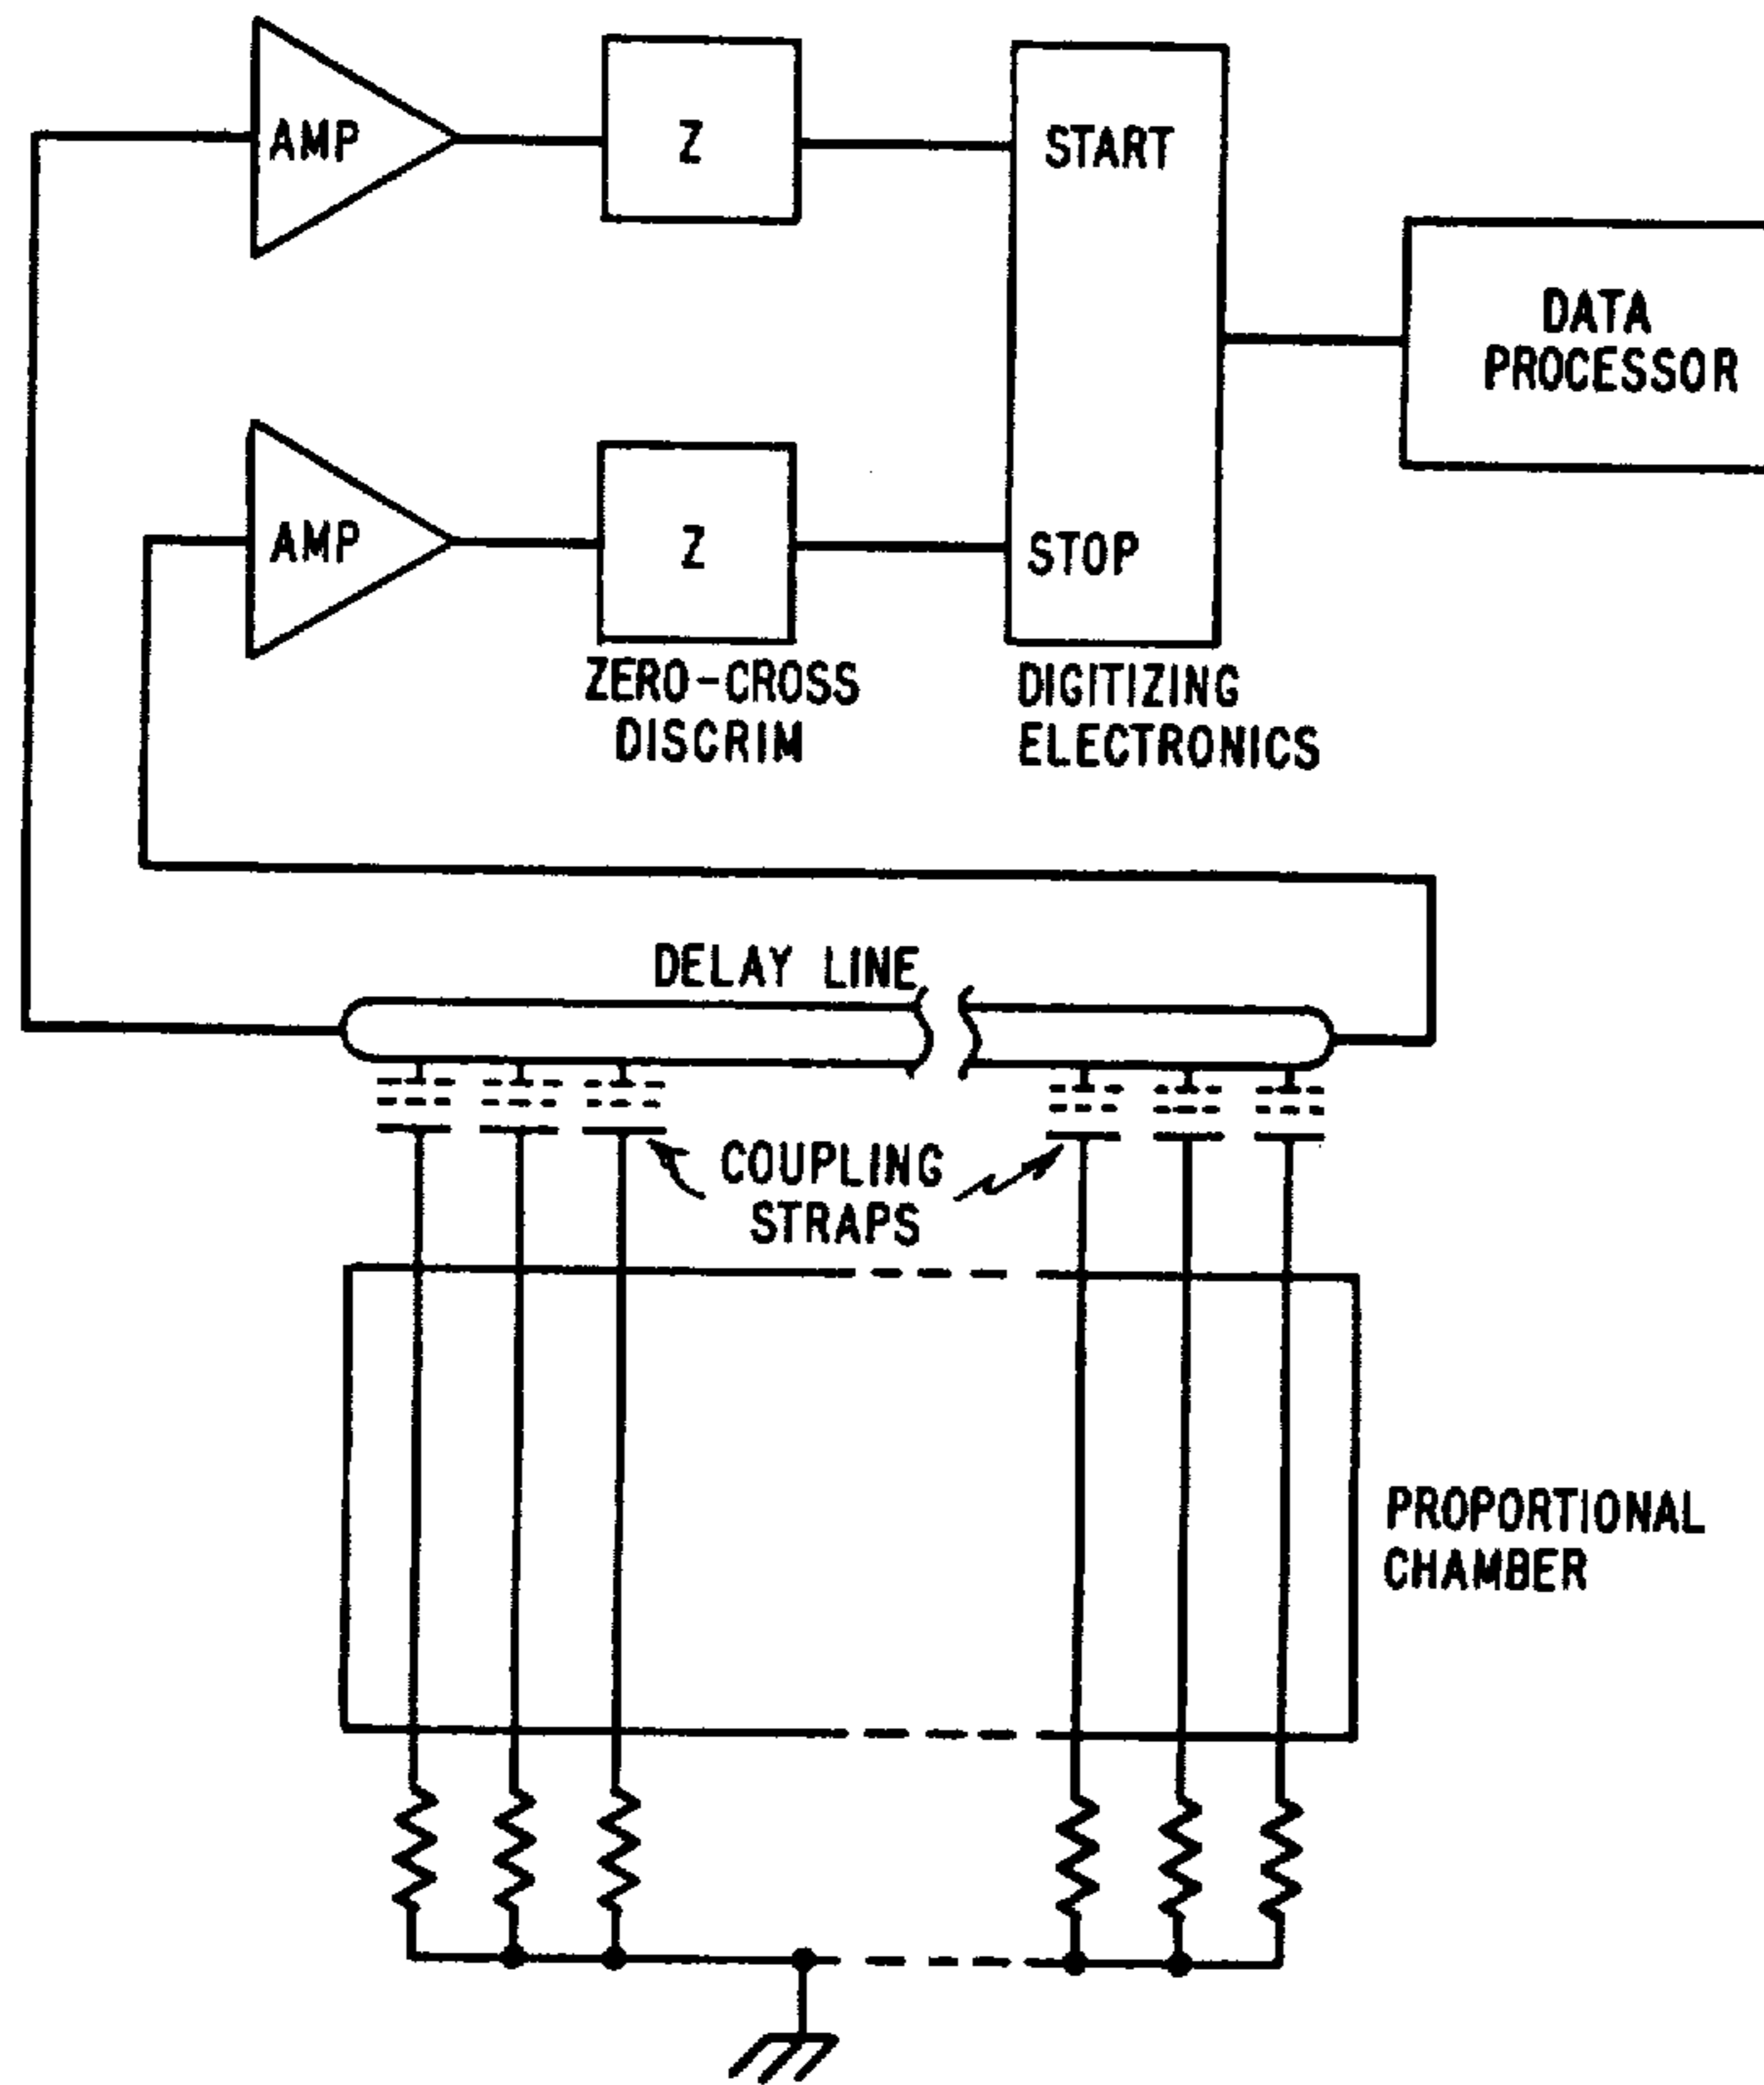 AMP
Z
START
DATA
PROCESSOR
AMP
Z
STOP
ZERO-CROSS
DISCRIM
DIGITIZING
ELECTRONICS
DELAY LINE
COUPLING
STRAPS
PROPORTIONAL
CHAMBER